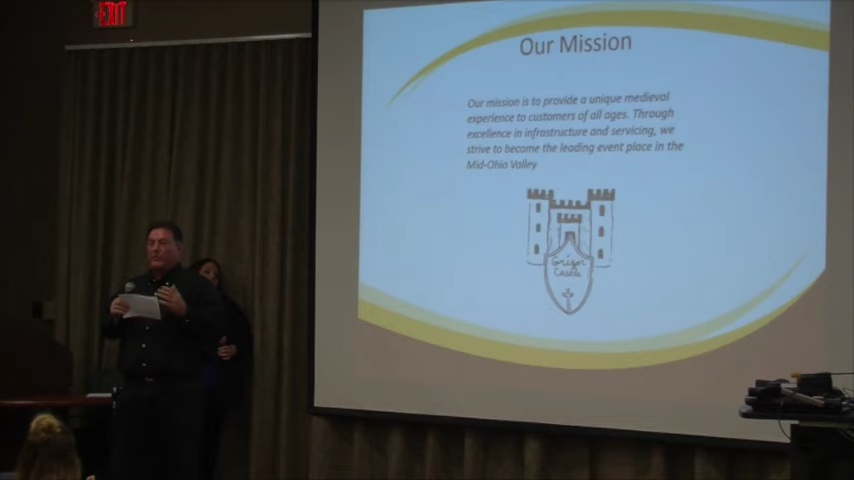 EXIT
Our Mission
Our mission is to provide a unique medieval
experience to customers of all ages. Through
excellence in infrastructure and servicing, we
strive to become the leading event place in the
Mid-Ohio Valley
Castle